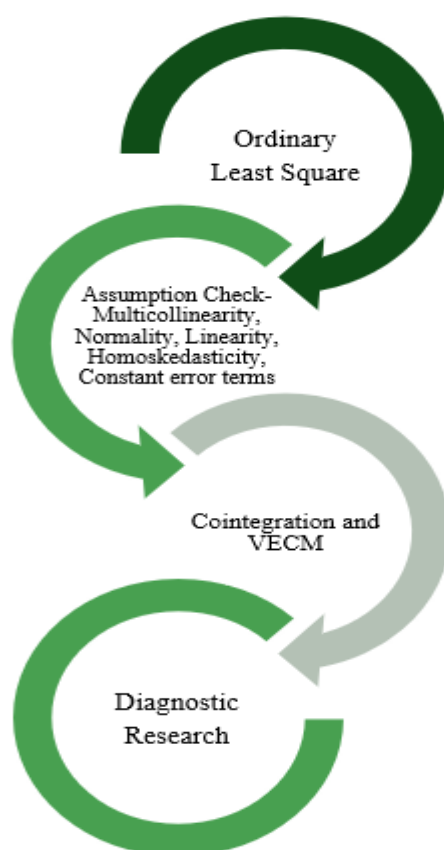 Ordinary
Least Square
Assumption Check-
Multicollinearity,
Normality, Linearity,
Homoskedasticity,
Constant error terms
Cointegration and
VECM
Diagnostic
Research